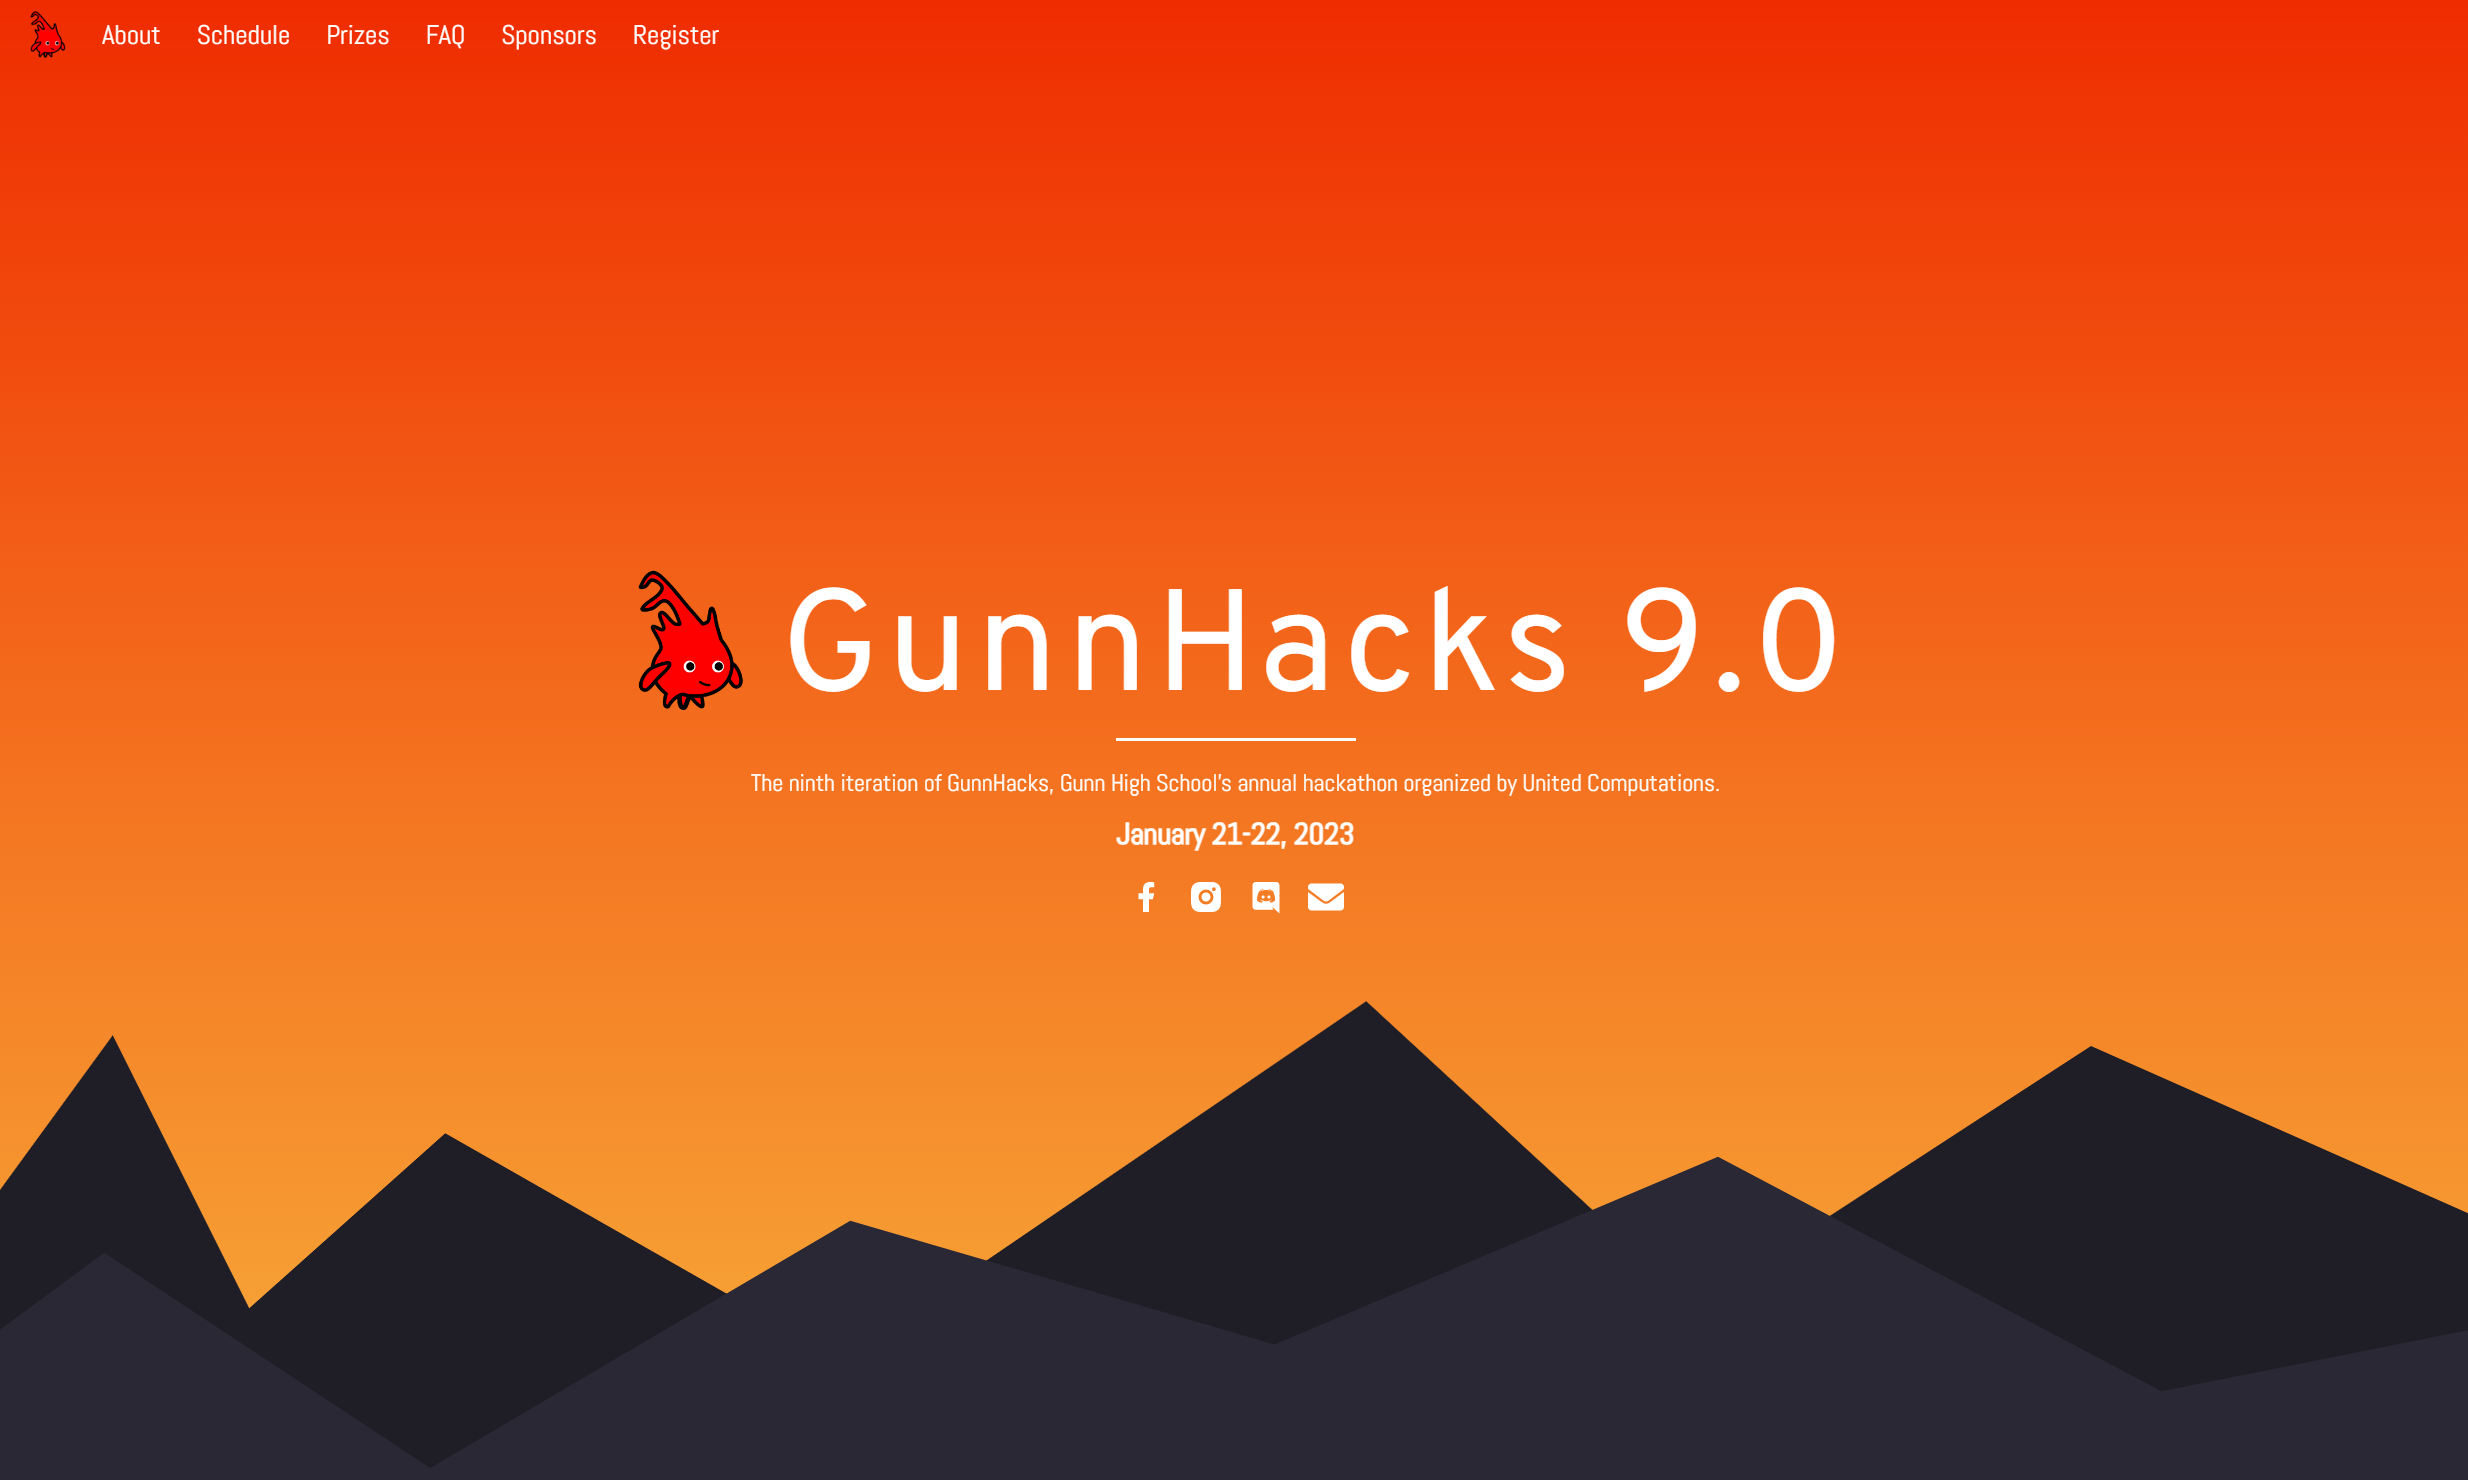 About Schedule Prizes FAQ Sponsors Register
GunnHacks 9.0
The ninth iteration of GunnHacks, Gunn High School's annual hackathon organized by United Computations.
January 21-22, 2023